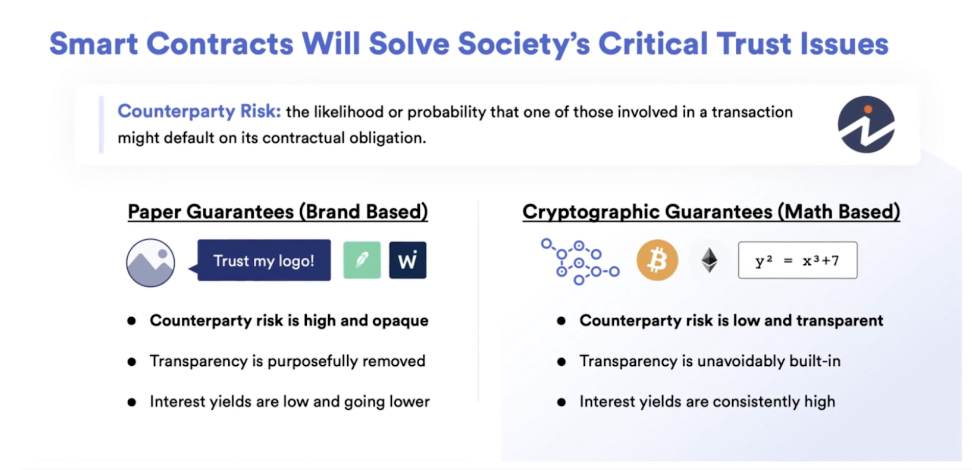 Smart Contracts Will Solve Society's Critical Trust Issues
Counterparty Risk: the likelihood or probability that one of those involved in a transaction
might default on its contractual obligation.
Paper Guarantees (Brand Based)
Trust my logo!
W
● Counterparty risk is high and opaque
● Transparency is purposefully removed
● Interest yields are low and going lower
Cryptographic Guarantees (Math Based)
y² = x³+7
● Counterparty risk is low and transparent
● Transparency is unavoidably built-in
● Interest yields are consistently high